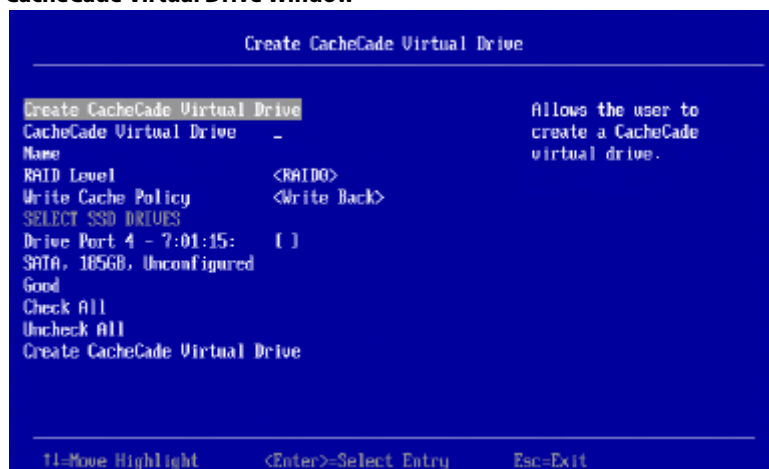 CacheCade Virtual Drive Window
Create CacheCade Virtual Drive
Create CacheCade Virtual Drive
Allows the user to
CacheCade Virtual Drive _
create a CacheCade
Name
virtual drive.
RAID Level <RAID0>
Write Cache Policy <Write Back>
SELECT SSD DRIVES
Drive Port 4 - 7:01:15: [ ]
SATA, 185GB, Unconfigured
Good
Check All
Uncheck All
Create CacheCade Virtual Drive
↑↓=Move Highlight <Enter>=Select Entry Esc=Exit